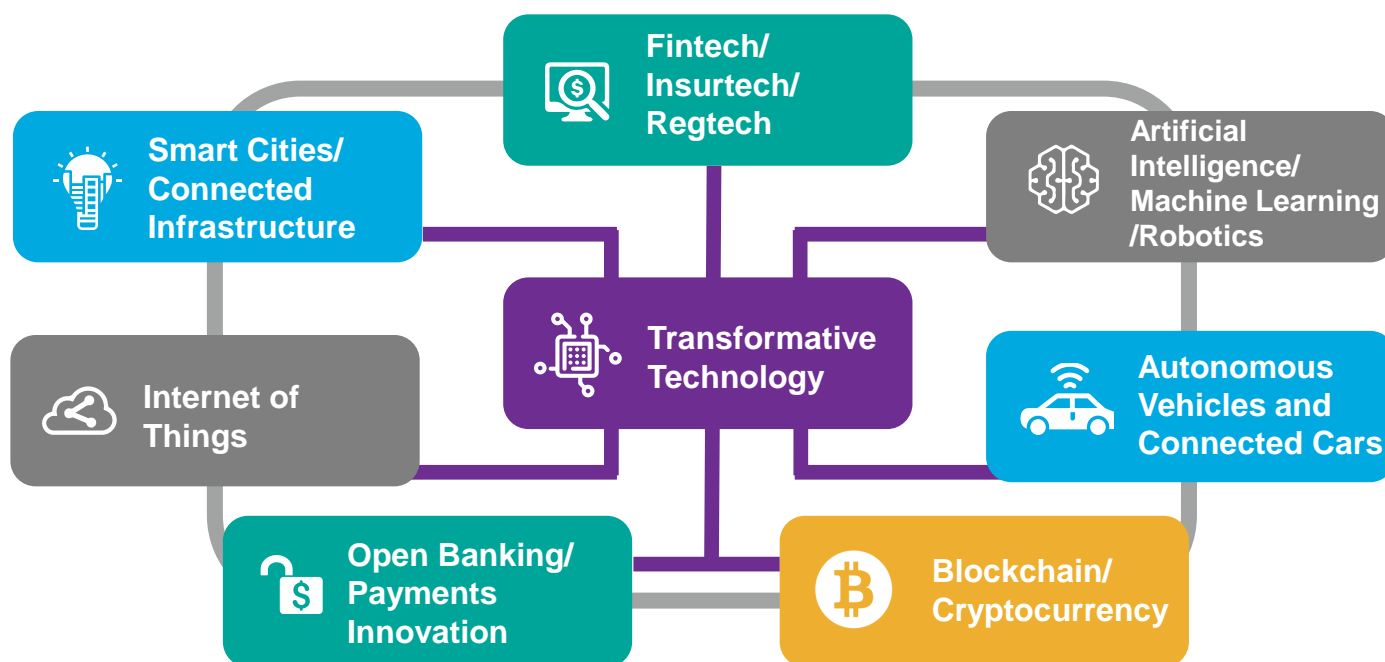 Fintech/
Insurtech/
Regtech
Smart Cities/
Connected
Infrastructure
Artificial
Intelligence/
Machine Learning
/Robotics
Transformative
Technology
Internet of
Things
Autonomous
Vehicles and
Connected Cars
Open Banking/
Payments
Innovation
Blockchain/
Cryptocurrency